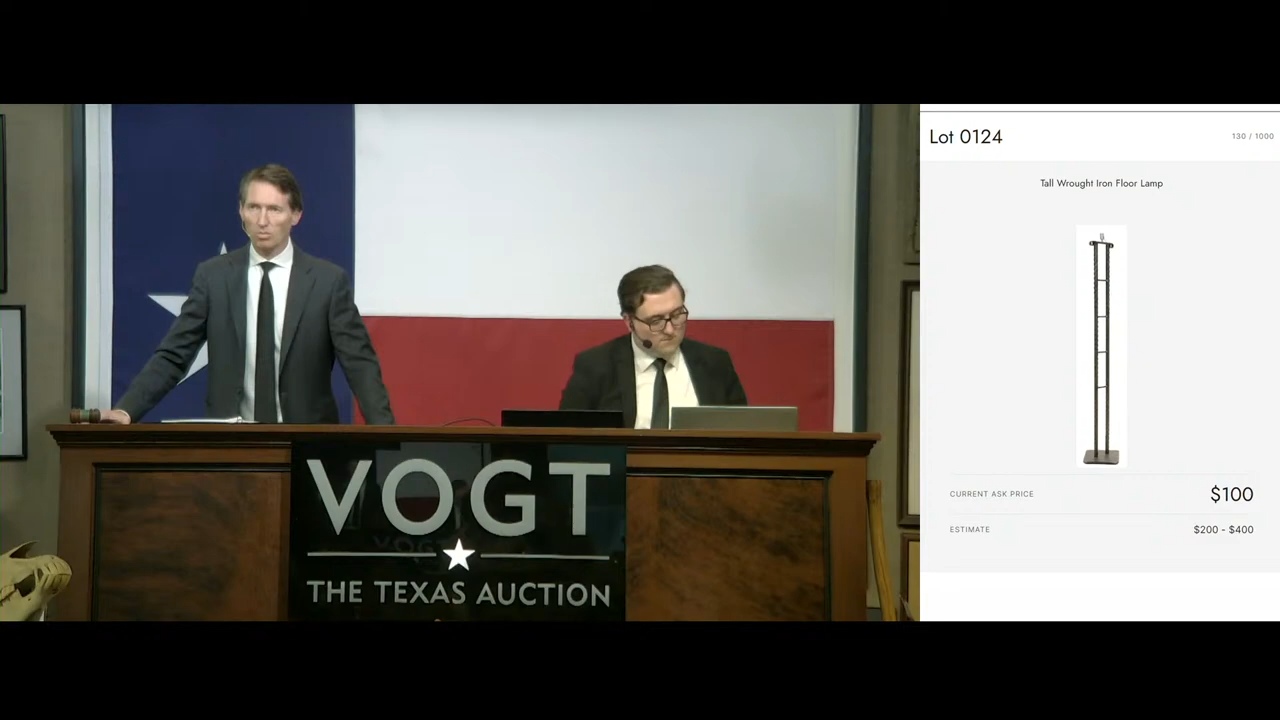 VOGT
THE TEXAS AUCTION
Lot 0124
130 / 1000
Tall Wrought Iron Floor Lamp
CURRENT ASK PRICE
$100
ESTIMATE
$200 - $400